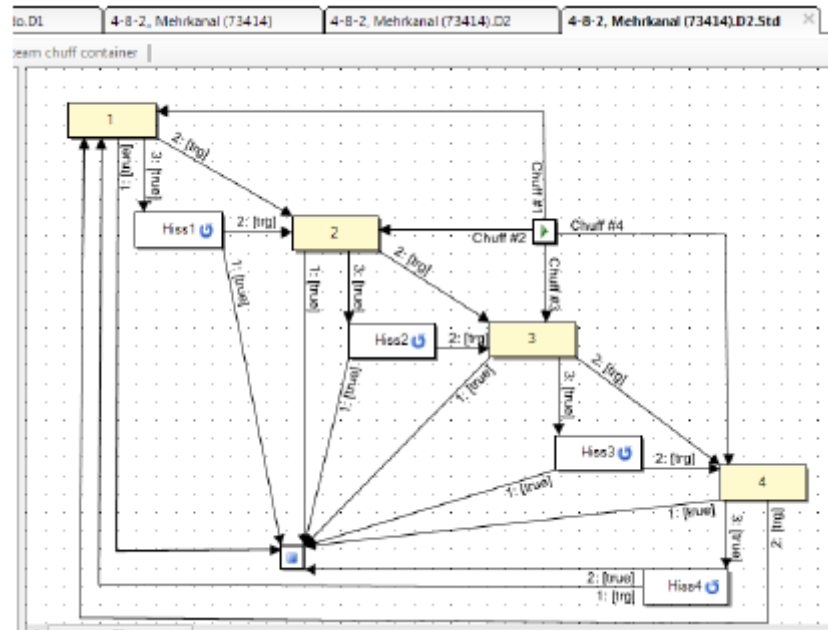 lo.D1
4-8-2, Mehrkanal (73414)
4-8-2, Mehrkanal (73414).D2
4-8-2, Mehrkanal (73414).D2.Std
team chuff container
1
2: [trg]
1: [true]
3: [true]
Chuff #1
Hiss1
2: [trg]
2
Chuff #2
Chuff #4
1: [true]
1: [true]
3: [true]
2: [trg]
Chuff #3
Hiss2
2: [trg]
3
1: [true]
1: [true]
3: [true]
2: [trg]
Hiss3
2: [trg]
4
1: [true]
1: [true]
3: [true]
2: [trg]
2: [true]
1: [trg]
Hiss4